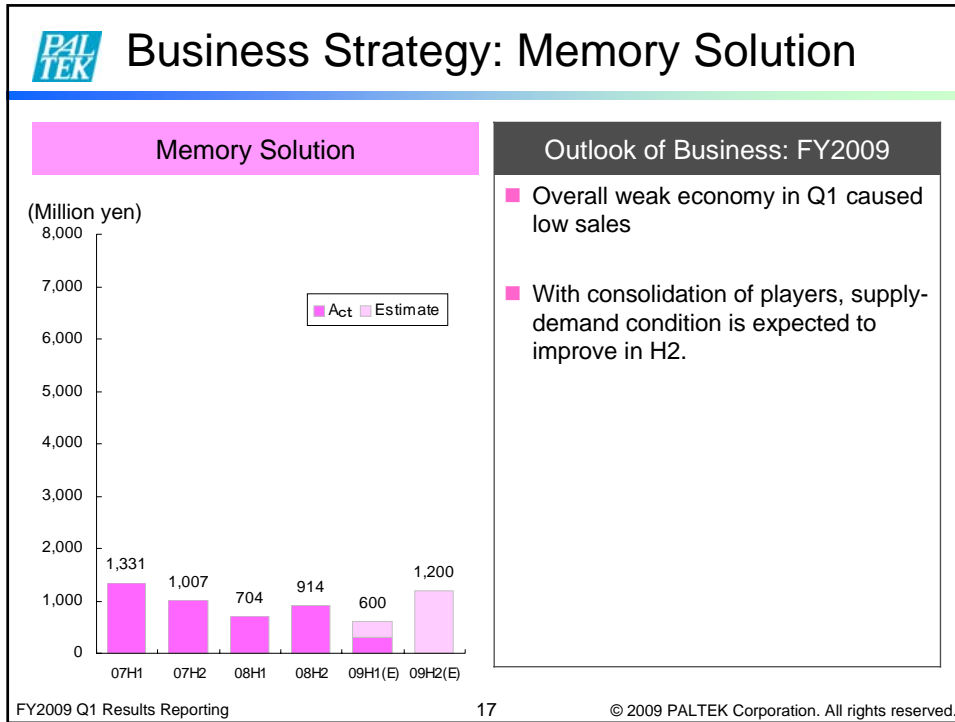 PAL
TEK
Business Strategy: Memory Solution
Memory Solution
(Million yen)
8,000
7,000
6,000
5,000
4,000
3,000
2,000
1,000
0
Act Estimate
1,331
1,007
704
914
600
1,200
07H1 07H2 08H1 08H2 09H1(E) 09H2(E)
Outlook of Business: FY2009
Overall weak economy in Q1 caused
low sales
With consolidation of players, supply-
demand condition is expected to
improve in H2.
FY2009 Q1 Results Reporting 17 © 2009 PALTEK Corporation. All rights reserved.